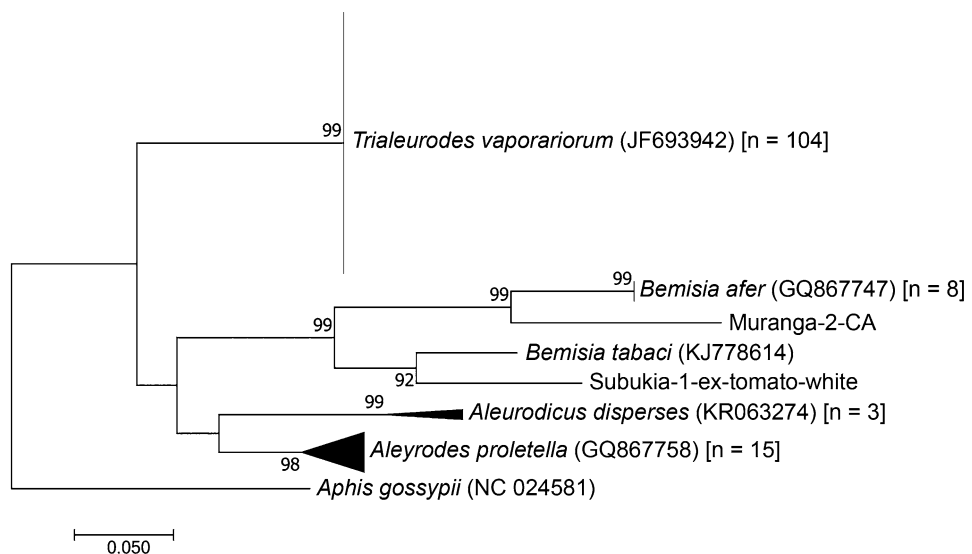 99
Trialeurodes vaporariorum (JF693942) [n = 104]
99
Bemisia afer (GQ867747) [n = 8]
99
Muranga-2-CA
99
Bemisia tabaci (KJ778614)
92
Subukia-1-ex-tomato-white
99
Aleurodicus disperses (KR063274) [n = 3]
Aleyrodes proletella (GQ867758) [n = 15]
98
Aphis gossypii (NC 024581)
0.050